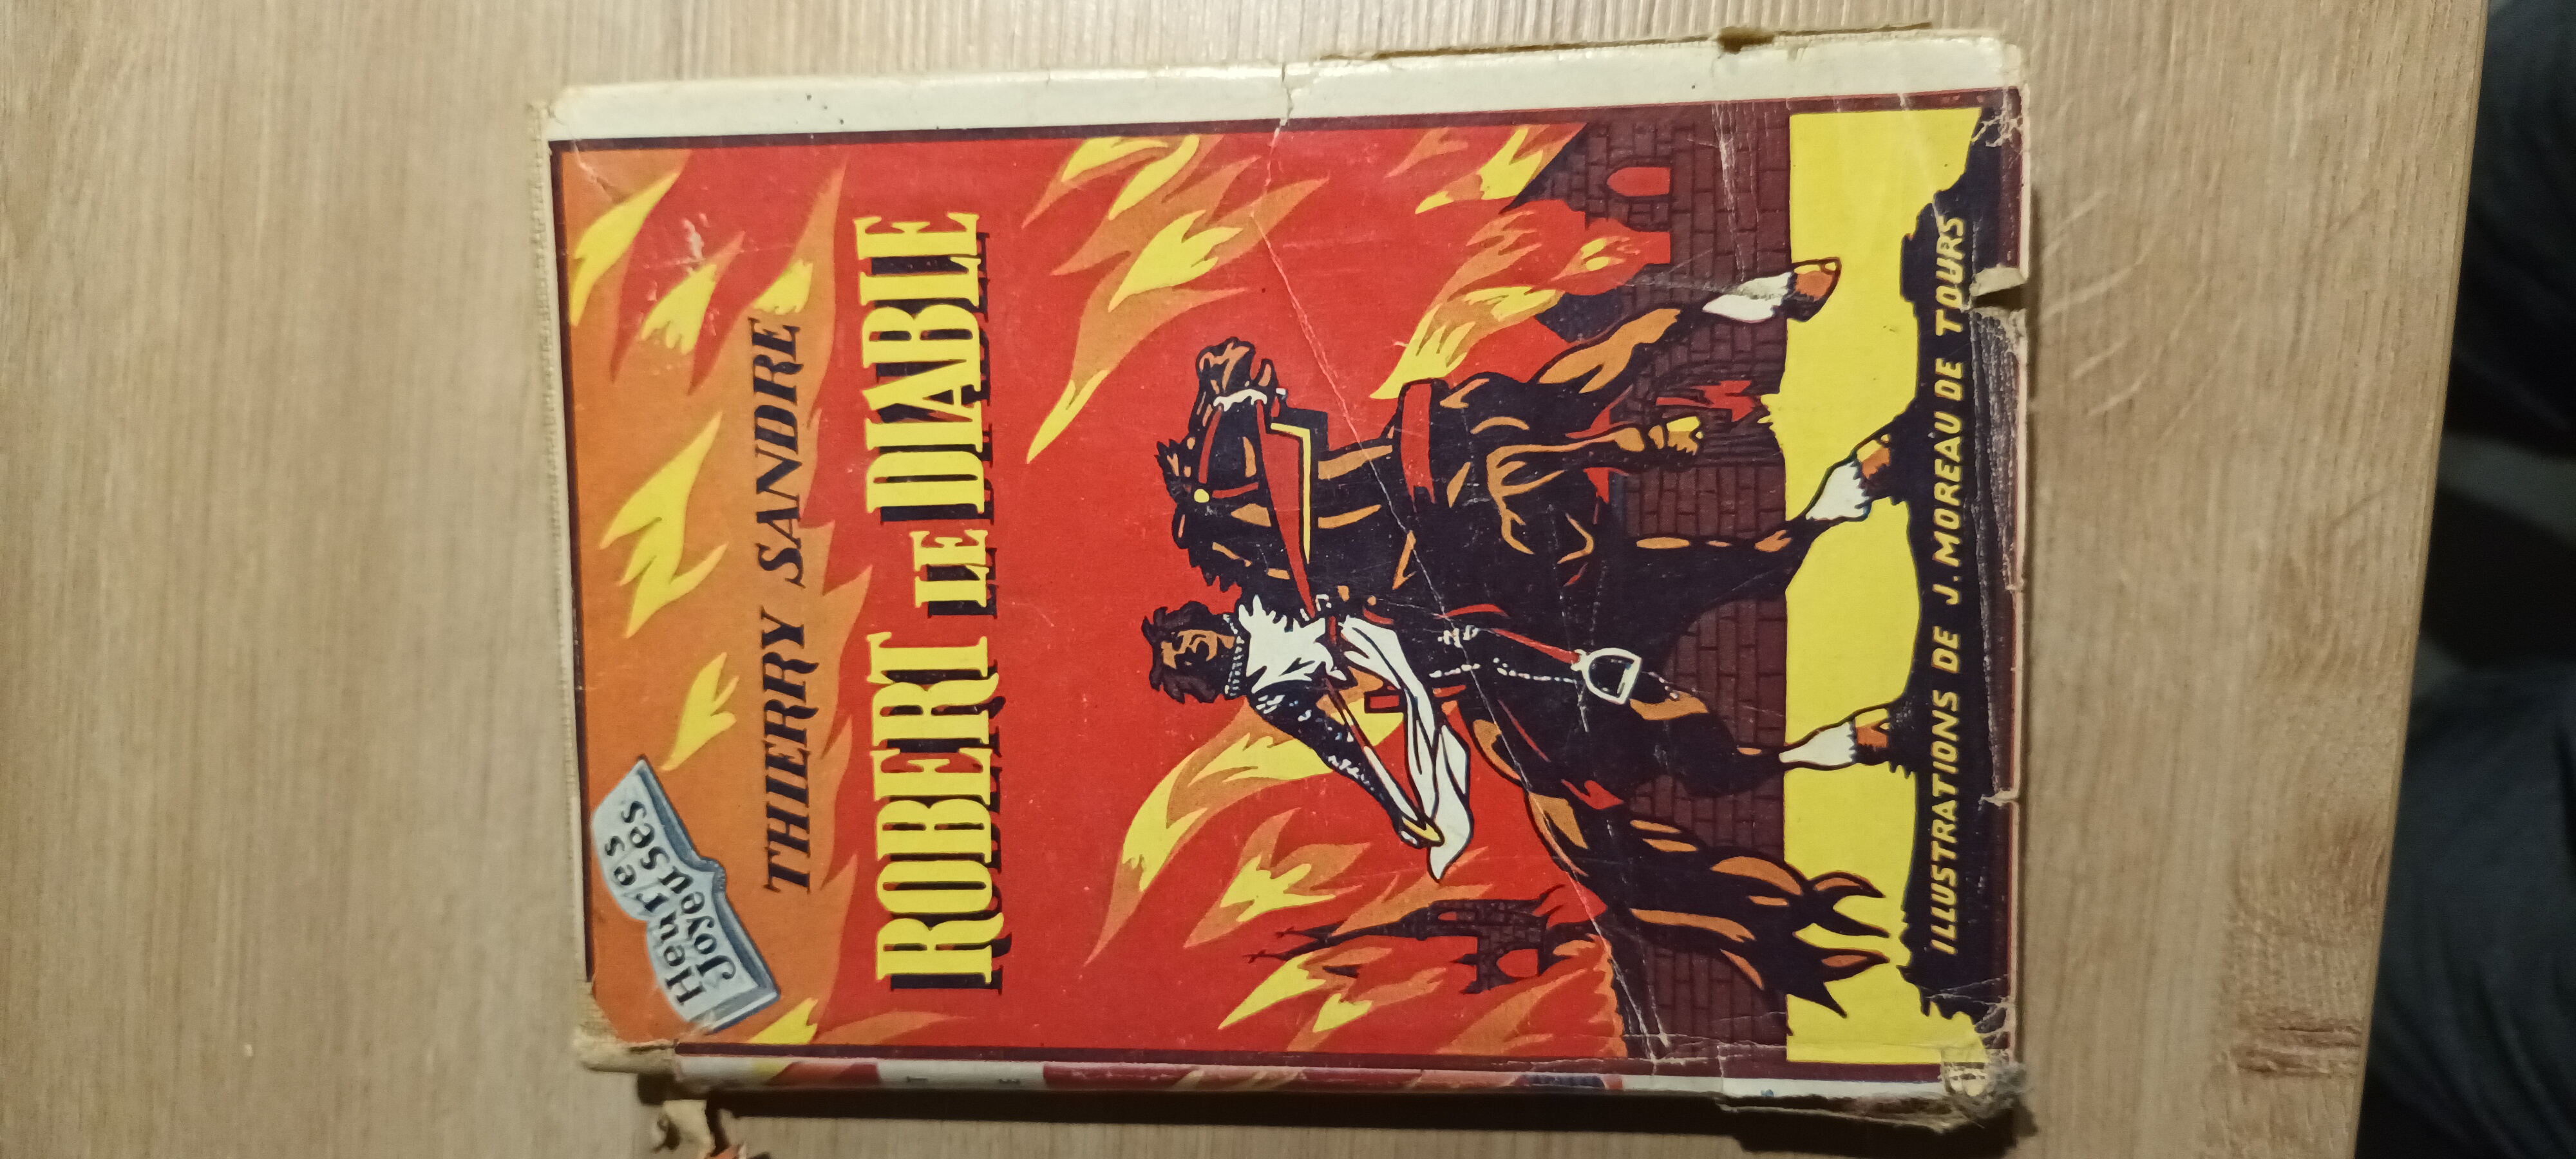 Heures
Joyeuses
THIERRY SANDRE
ROBERT LE DIABLE
ILLUSTRATIONS DE J. MOREAU DE TOURS